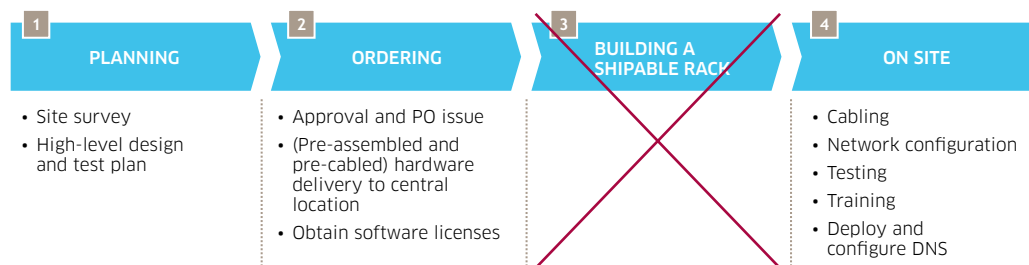 1
PLANNING
• Site survey
• High-level design
and test plan
2
ORDERING
• Approval and PO issue
• (Pre-assembled and
pre-cabled) hardware
delivery to central
location
• Obtain software licenses
3
BUILDING A
SHIPABLE RACK
4
ON SITE
• Cabling
• Network configuration
• Testing
• Training
• Deploy and
configure DNS